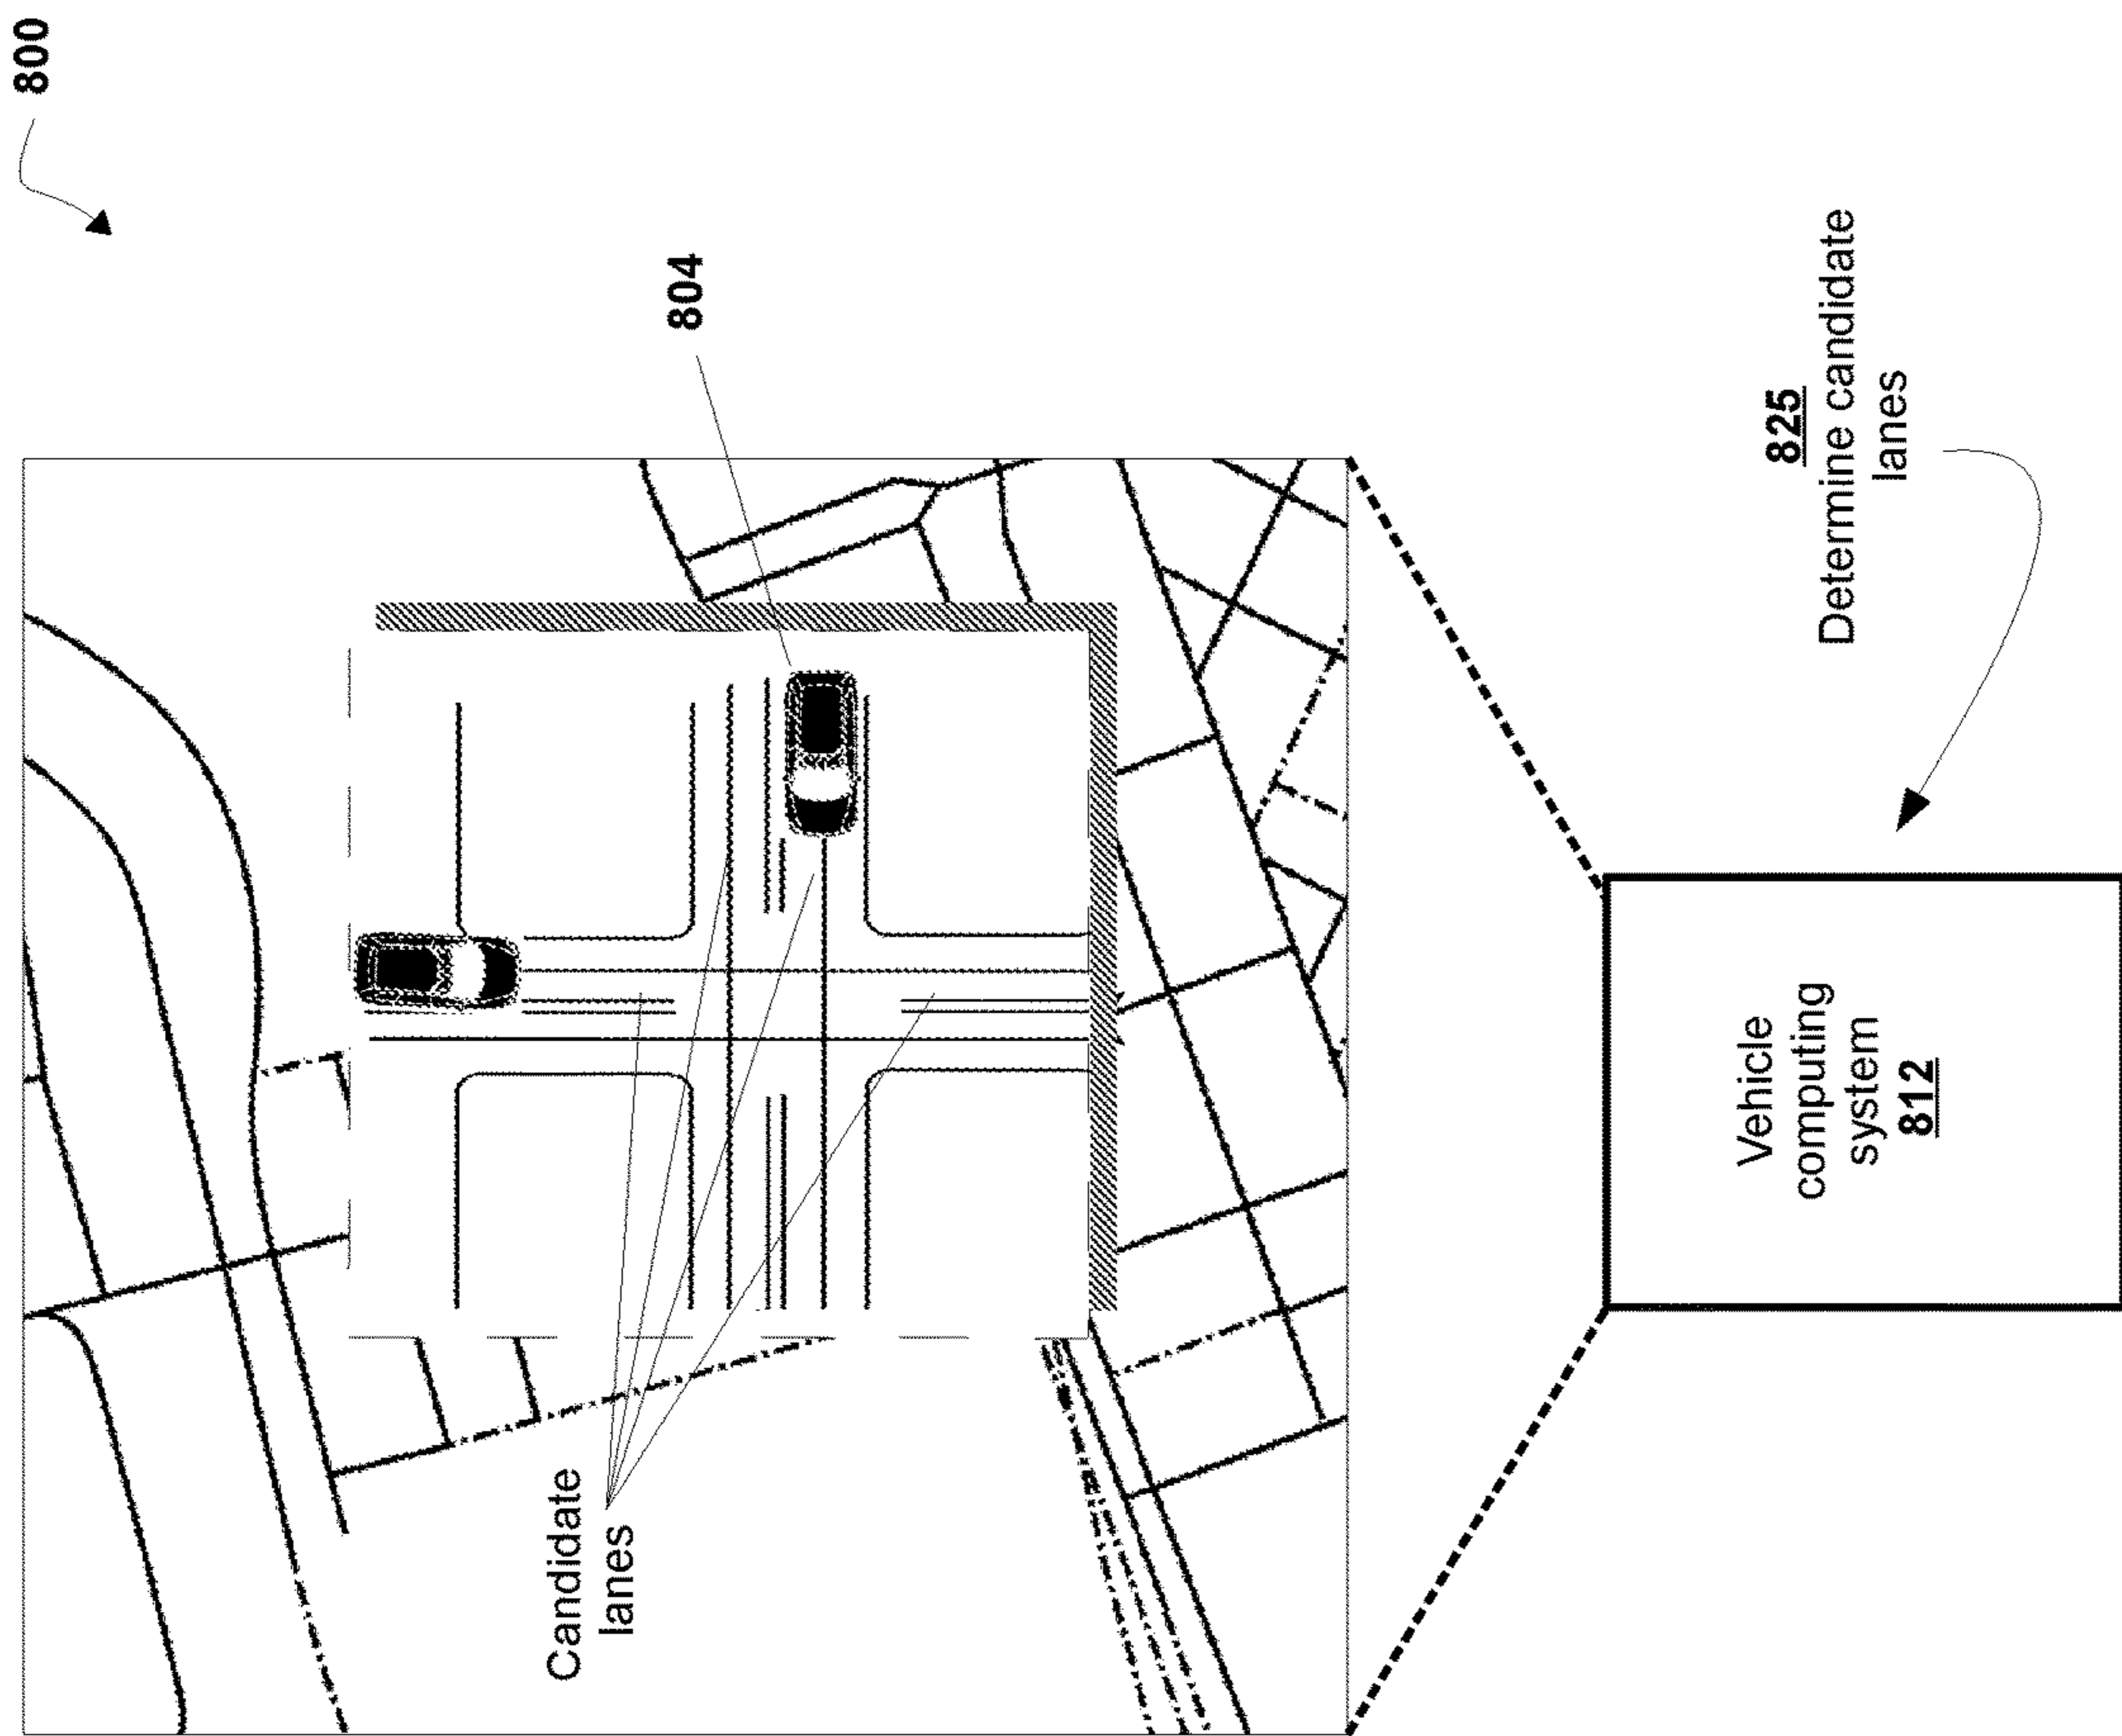 800
804
Candidate
lanes
825
Determine candidate
lanes
Vehicle
computing
system
812